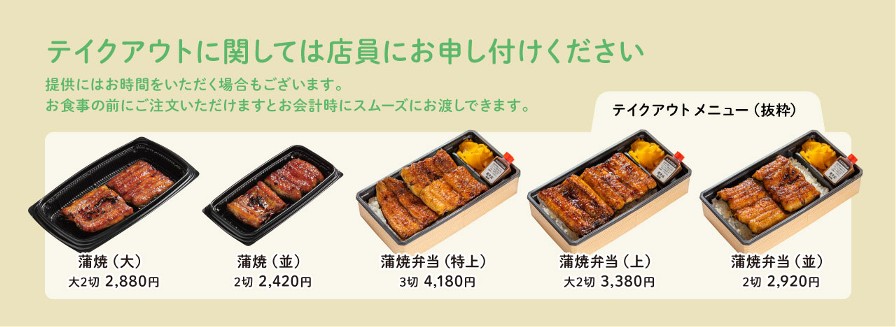 テイクアウトに関しては店員にお申し付けください
提供にはお時間をいただく場合もございます。
お食事の前にご注文いただけますとお会計時にスムーズにお渡しできます。
テイクアウトメニュー（抜粋）
蒲焼（大）
大2切 2,880円
蒲焼（並）
2切 2,420円
蒲焼弁当（特上）
3切 4,180円
蒲焼弁当（上）
大2切 3,380円
蒲焼弁当（並）
2切 2,920円